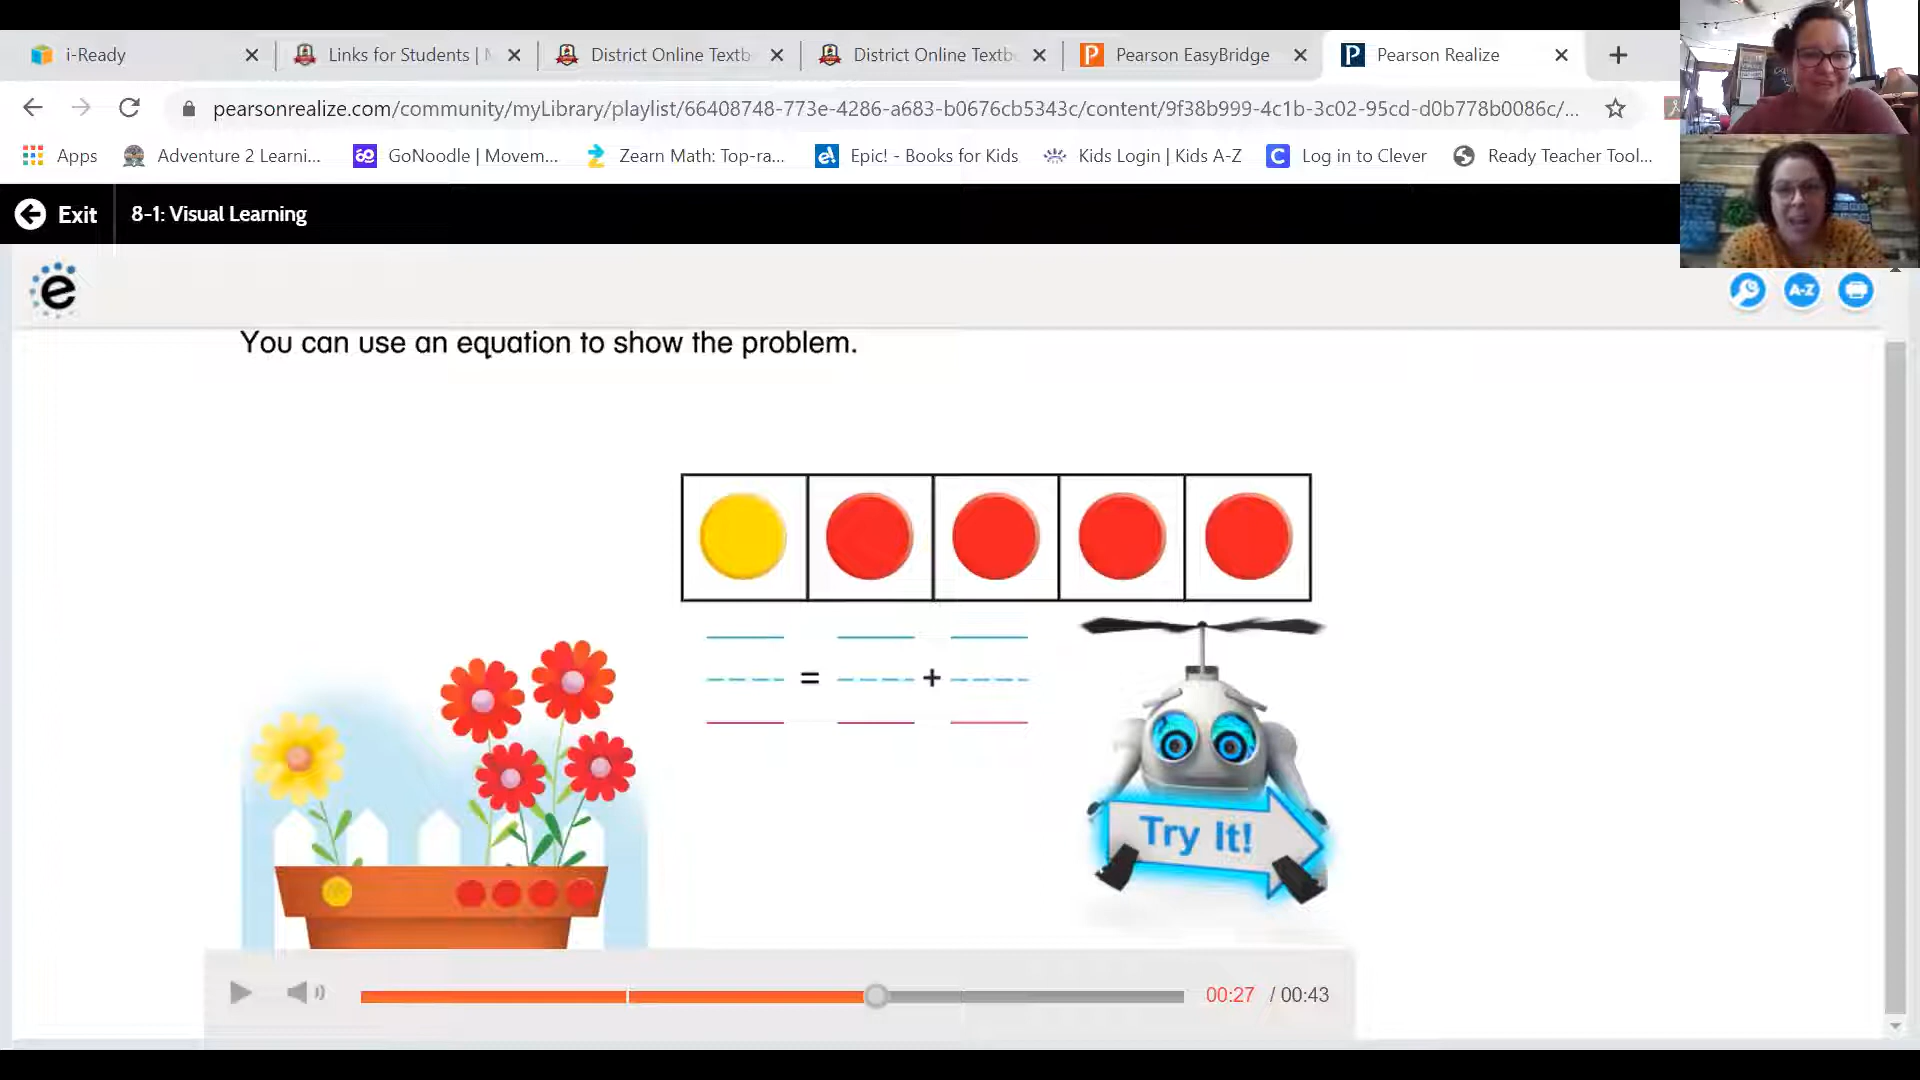 i-Ready
Links for Students |
District Online Textb
District Online Textb
Pearson EasyBridge
Pearson Realize
pearsonrealize.com/community/myLibrary/playlist/66408748-773e-4286-a683-b0676cb5343c/content/9f38b999-4c1b-3c02-95cd-d0b778b0086c/...
Apps
Adventure 2 Learni...
GoNoodle | Movem...
Zearn Math: Top-ra...
Epic! - Books for Kids
Kids Login | Kids A-Z
Log in to Clever
Ready Teacher Tool...
Exit
8-1: Visual Learning
e
A-Z
You can use an equation to show the problem.
= +
Try It!
00:27 / 00:43